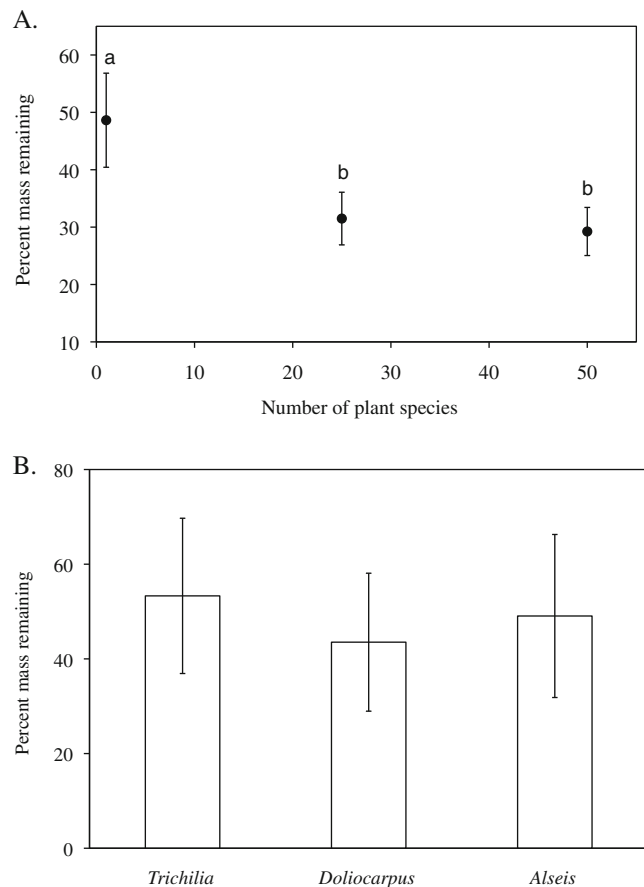 A.
Percent mass remaining
60
50
40
30
20
10
a
b
b
0
10
20
30
40
50
Number of plant species
B.
Percent mass remaining
80
60
40
20
0
Trichilia
Doliocarpus
Alseis